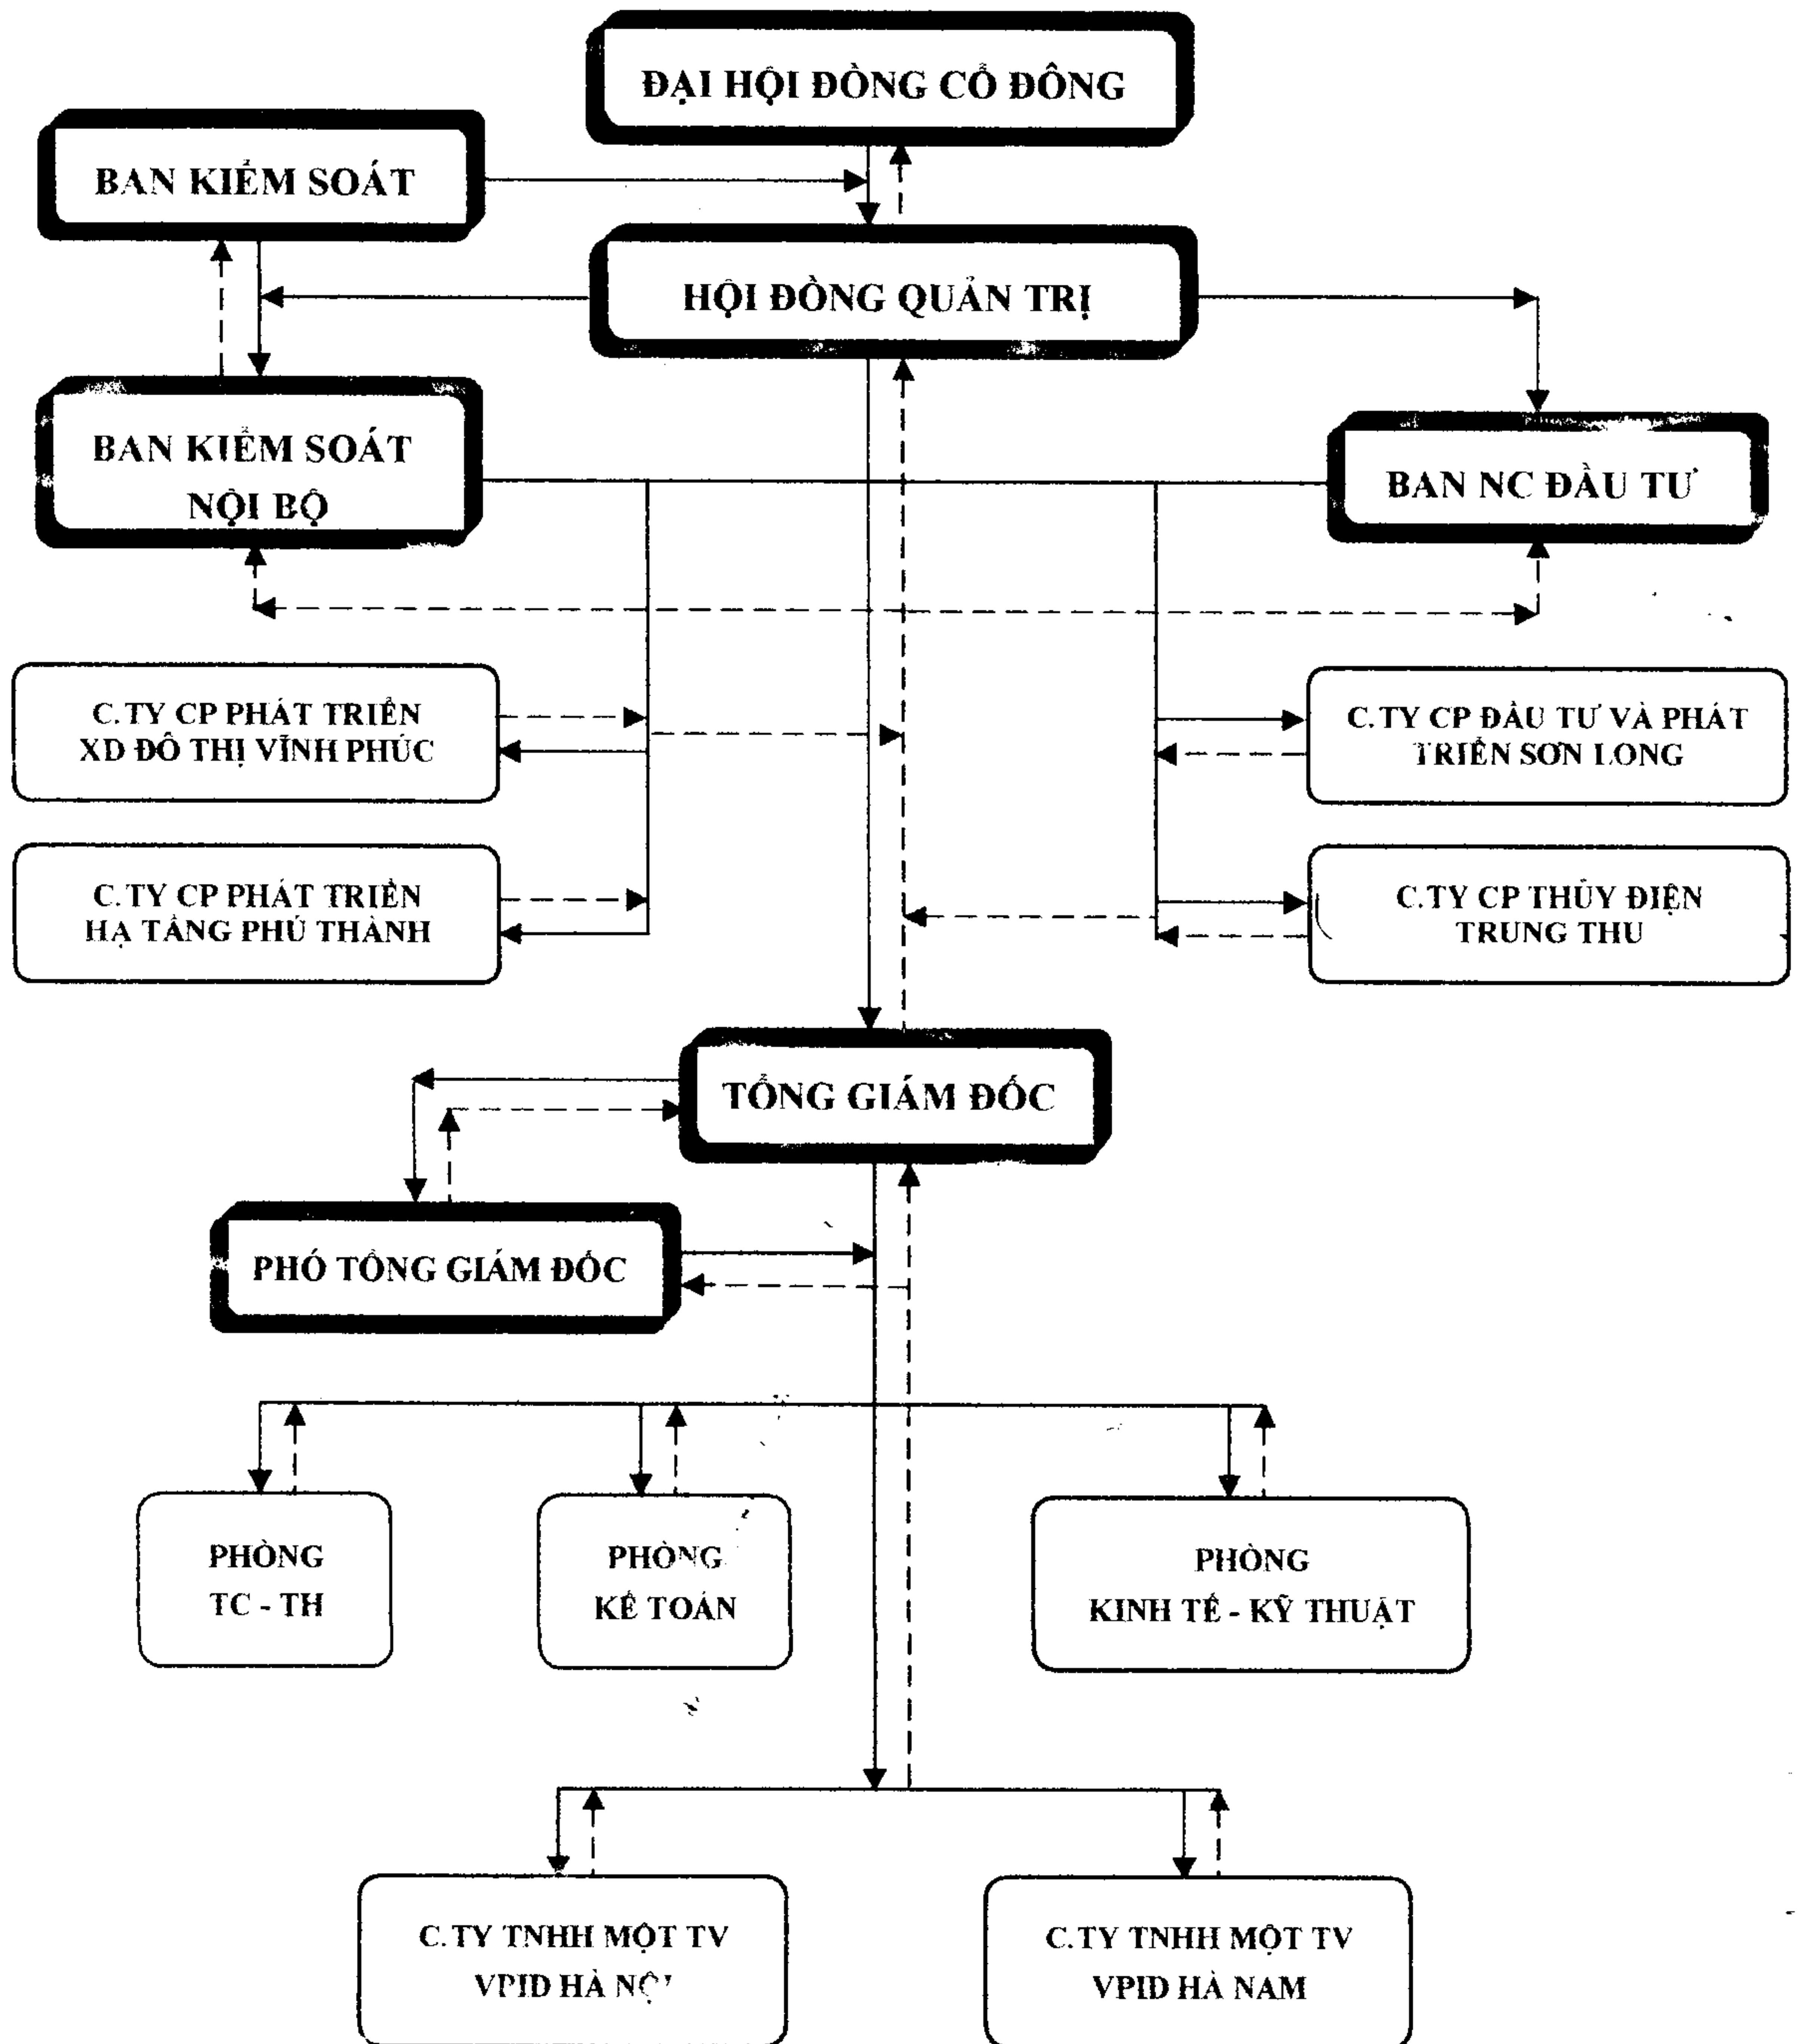 ĐẠI HỘI ĐỒNG CỔ ĐÔNG
BAN KIỂM SOÁT
HỘI ĐỒNG QUẢN TRỊ
BAN KIỂM SOÁT
NỘI BỘ
BAN NC ĐẦU TƯ
C.TY CP PHÁT TRIỂN
XD ĐÔ THỊ VĨNH PHÚC
C.TY CP ĐẦU TƯ VÀ PHÁT
TRIỂN SƠN LONG
C.TY CP PHÁT TRIỂN
HẠ TẦNG PHÚ THÀNH
C.TY CP THỦY ĐIỆN
TRUNG THU
TỔNG GIÁM ĐỐC
PHÓ TỔNG GIÁM ĐỐC
PHÒNG
TC - TH
PHÒNG
KẾ TOÁN
PHÒNG
KINH TẾ - KỸ THUẬT
C.TY TNHH MỘT TV
VPID HÀ NỘI
C.TY TNHH MỘT TV
VPID HÀ NAM